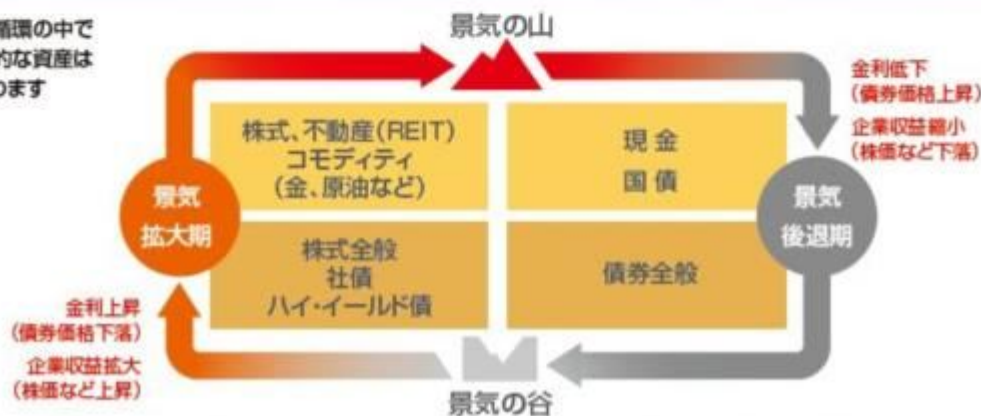 循環の中で
的な資産は
ります
景気の山
金利低下
（債券価格上昇）
企業収益縮小
（株価など下落）
株式、不動産（REIT）
コモディティ
（金、原油など）
現金
国債
景気
拡大期
景気
後退期
株式全般
社債
ハイ・イールド債
債券全般
金利上昇
（債券価格下落）
企業収益拡大
（株価など上昇）
景気の谷